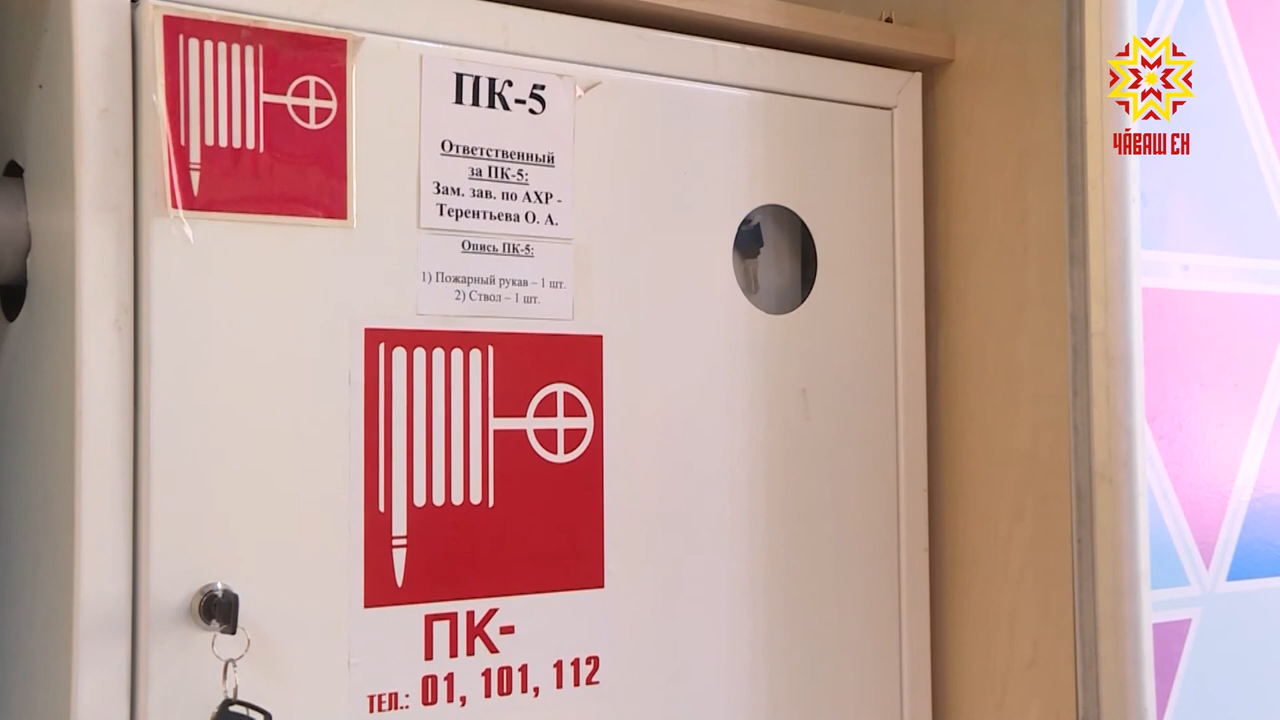 ПК-5
Ответственный
за ПК-5:
Зам. зав. по АХР -
Терентьева О. А.
Опись ПК-5:
1) Пожарный рукав – 1 шт.
2) Ствол – 1 шт.
ПК-
ТЕЛ.: 01, 101, 112
ЧӐВАШ ЕН